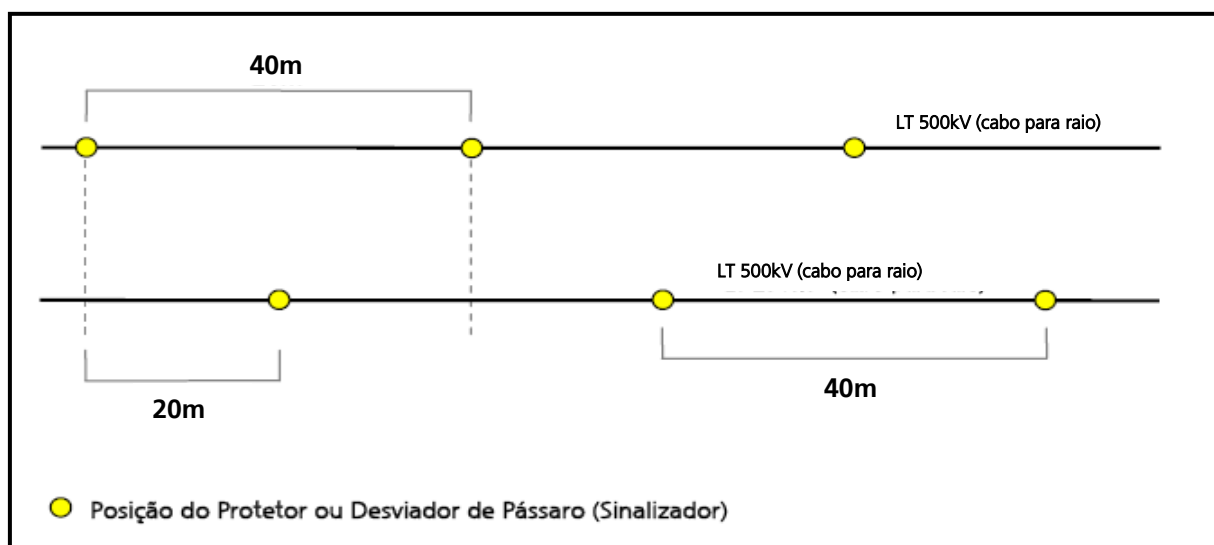 40m
LT 500kV (cabo para raio)
LT 500kV (cabo para raio)
20m
40m
Posição do Protetor ou Desviador de Pássaro (Sinalizador)